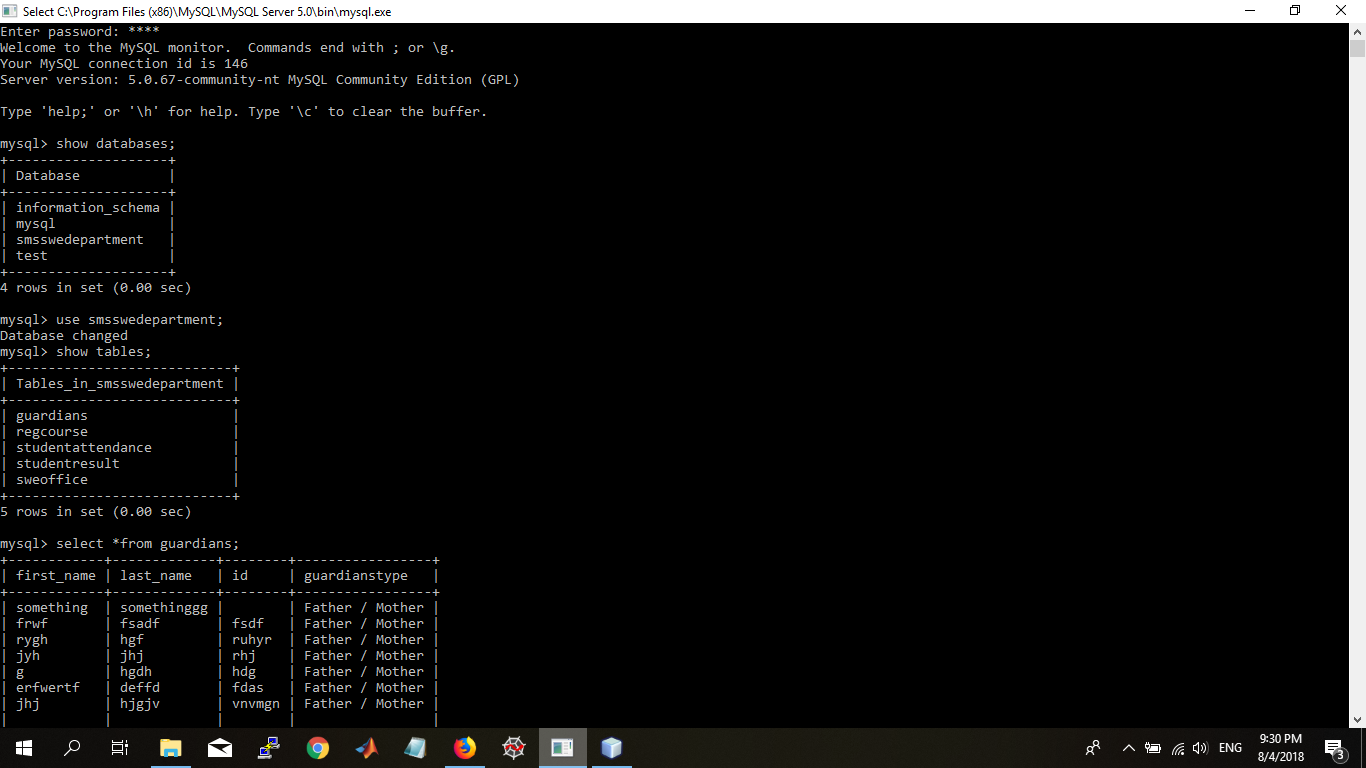 Select C:\Program Files (x86)\MySQL\MySQL Server 5.0\bin\mysql.exe
Enter password: ****
Welcome to the MySQL monitor.  Commands end with ; or \g.
Your MySQL connection id is 146
Server version: 5.0.67-community-nt MySQL Community Edition (GPL)
Type 'help;' or '\h' for help. Type '\c' to clear the buffer.
mysql> show databases;
+--------------------+
| Database           |
+--------------------+
| information_schema |
| mysql              |
| smsswedepartment   |
| test               |
+--------------------+
4 rows in set (0.00 sec)
mysql> use smsswedepartment;
Database changed
mysql> show tables;
+----------------------------+
| Tables_in_smsswedepartment |
+----------------------------+
| guardians                  |
| regcourse                  |
| studentattendance          |
| studentresult              |
| sweoffice                  |
+----------------------------+
5 rows in set (0.00 sec)
mysql> select *from guardians;
+------------+-------------+--------+-----------------+
| first_name | last_name   | id     | guardianstype   |
+------------+-------------+--------+-----------------+
| something  | somethinggg |        | Father / Mother |
| frwf       | fsadf       | fsdf   | Father / Mother |
| rygh       | hgf         | ruhyr  | Father / Mother |
| jyh        | jhj         | rhj    | Father / Mother |
| g          | hgdh        | hdg    | Father / Mother |
| erfwertf   | deffd       | fdas   | Father / Mother |
| jhj        | hjgjv       | vnvmgn | Father / Mother |
|            |             |        |                 |
ENG
9:30 PM
8/4/2018
3